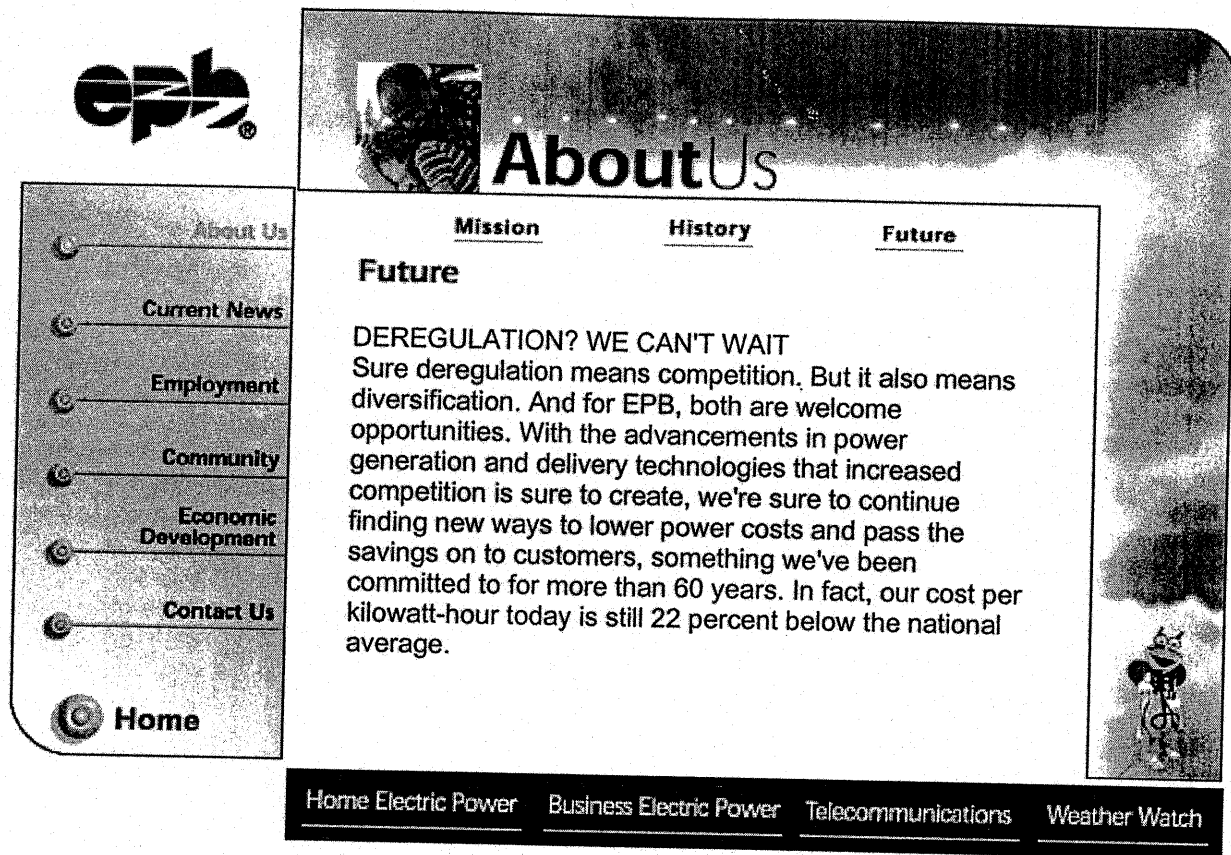 epb®
AboutUs
Mission
History
Future
About Us
Current News
Employment
Community
Economic
Development
Contact Us
Home
Future
DEREGULATION? WE CAN'T WAIT
Sure deregulation means competition. But it also means
diversification. And for EPB, both are welcome
opportunities. With the advancements in power
generation and delivery technologies that increased
competition is sure to create, we're sure to continue
finding new ways to lower power costs and pass the
savings on to customers, something we've been
committed to for more than 60 years. In fact, our cost per
kilowatt-hour today is still 22 percent below the national
average.
Home Electric Power
Business Electric Power
Telecommunications
Weather Watch